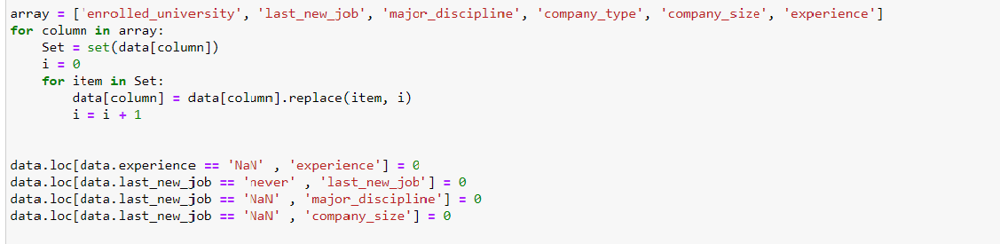 array = ['enrolled_university', 'last_new_job', 'major_discipline', 'company_type', 'company_size', 'experience']
for column in array:
    Set = set(data[column])
    i = 0
    for item in Set:
        data[column] = data[column].replace(item, i)
        i = i + 1
data.loc[data.experience == 'NaN' , 'experience'] = 0
data.loc[data.last_new_job == 'never' , 'last_new_job'] = 0
data.loc[data.last_new_job == 'NaN' , 'major_discipline'] = 0
data.loc[data.last_new_job == 'NaN' , 'company_size'] = 0